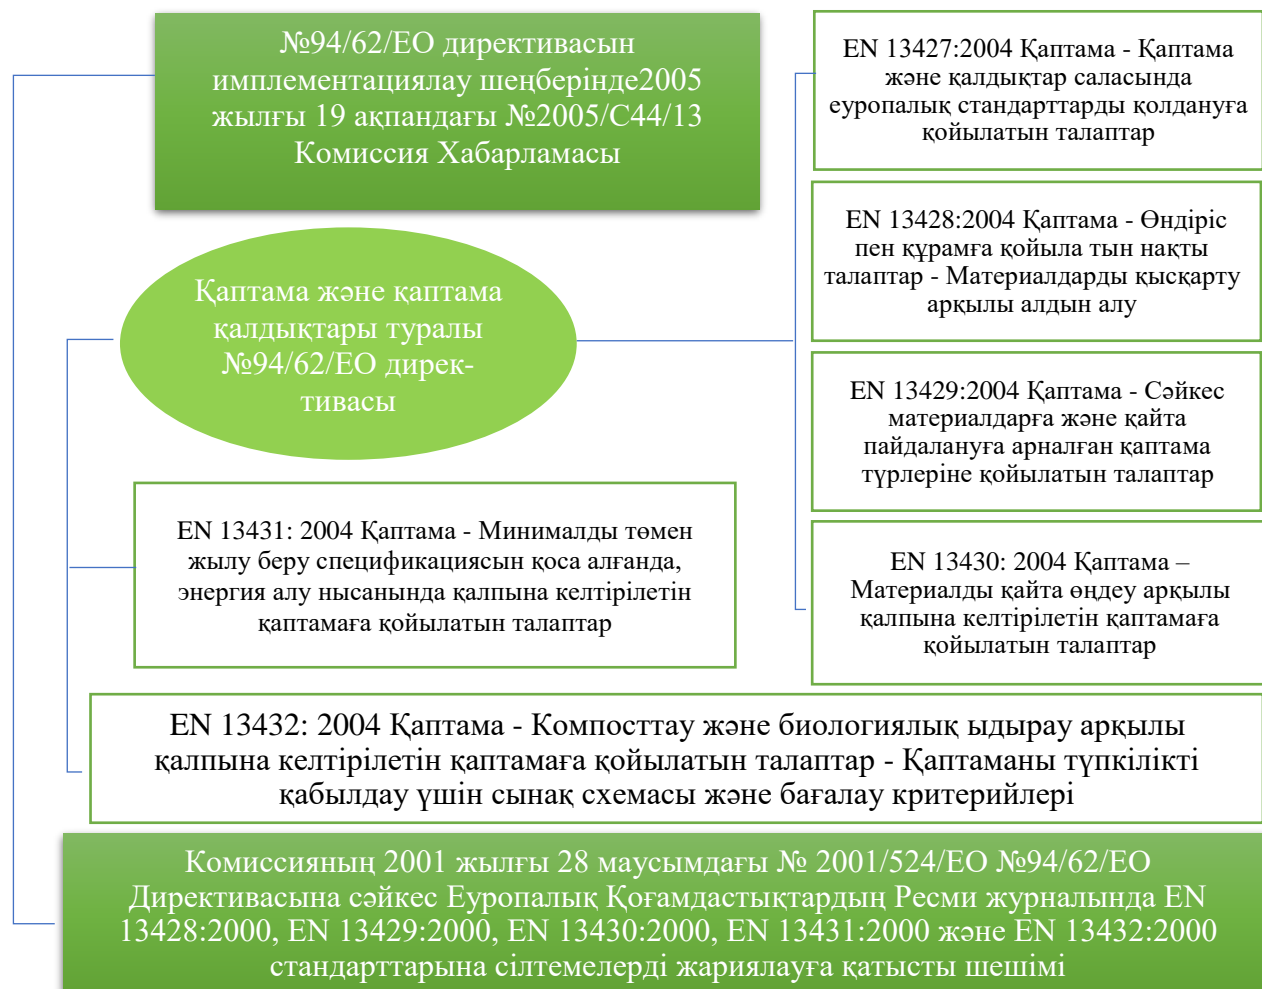 №94/62/ЕО директивасын
имплементациялау шеңберінде2005
жылғы 19 ақпандағы №2005/C44/13
Комиссия Хабарламасы
EN 13427:2004 Қаптама - Қаптама
және қалдықтар саласында
еуропалық стандарттарды қолдануға
қойылатын талаптар
EN 13428:2004 Қаптама - Өндіріс
пен құрамға қойыла тын нақты
талаптар - Материалдарды қысқарту
арқылы алдын алу
Қаптама және қаптама
қалдықтары туралы
№94/62/ЕО дирек-
тивасы
EN 13429:2004 Қаптама - Сәйкес
материалдарға және қайта
пайдалануға арналған қаптама
түрлеріне қойылатын талаптар
EN 13431: 2004 Қаптама - Минималды төмен
жылу беру спецификациясын қоса алғанда,
энергия алу нысанында қалпына келтірілетін
қаптамаға қойылатын талаптар
EN 13430: 2004 Қаптама –
Материалды қайта өңдеу арқылы
қалпына келтірілетін қаптамаға
қойылатын талаптар
EN 13432: 2004 Қаптама - Компосттау және биологиялық ыдырау арқылы
қалпына келтірілетін қаптамаға қойылатын талаптар - Қаптаманы түпкілікті
қабылдау үшін сынақ схемасы және бағалау критерийлері
Комиссияның 2001 жылғы 28 маусымдағы № 2001/524/ЕО №94/62/ЕО
Директивасына сәйкес Еуропалық Қоғамдастықтардың Ресми журналында EN
13428:2000, EN 13429:2000, EN 13430:2000, EN 13431:2000 және EN 13432:2000
стандарттарына сілтемелерді жариялауға қатысты шешімі